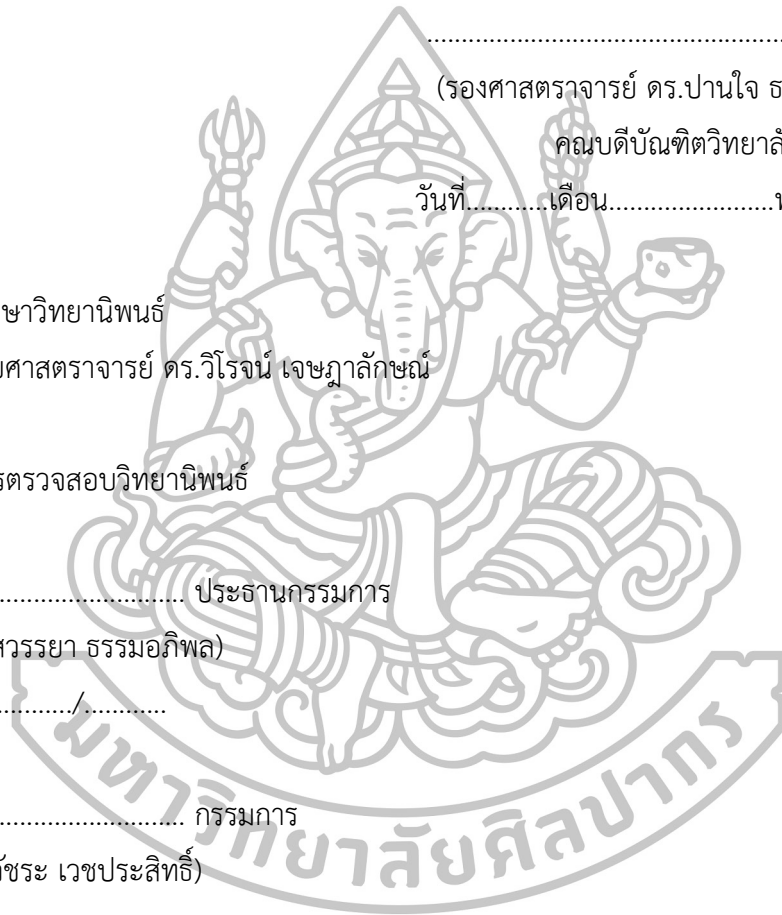 ................................................
(รองศาสตราจารย์ ดร.ปานใจ
คณบดีบัณฑิตวิทยาลั
วันที่............เดือน......................
ษาวิทยานิพนธ์
ศาสตราจารย์ ดร.วิโรจน์ เจษฎาลักษณ์
ตรวจสอบวิทยานิพนธ์
............................ ประธานกรรมการ
สวรรยา ธรรมอภิพล)
............/............
............................ กรรมการ
วัชระ เวชประสิทธิ์)
มหาวิทยาลัยศิลปากร